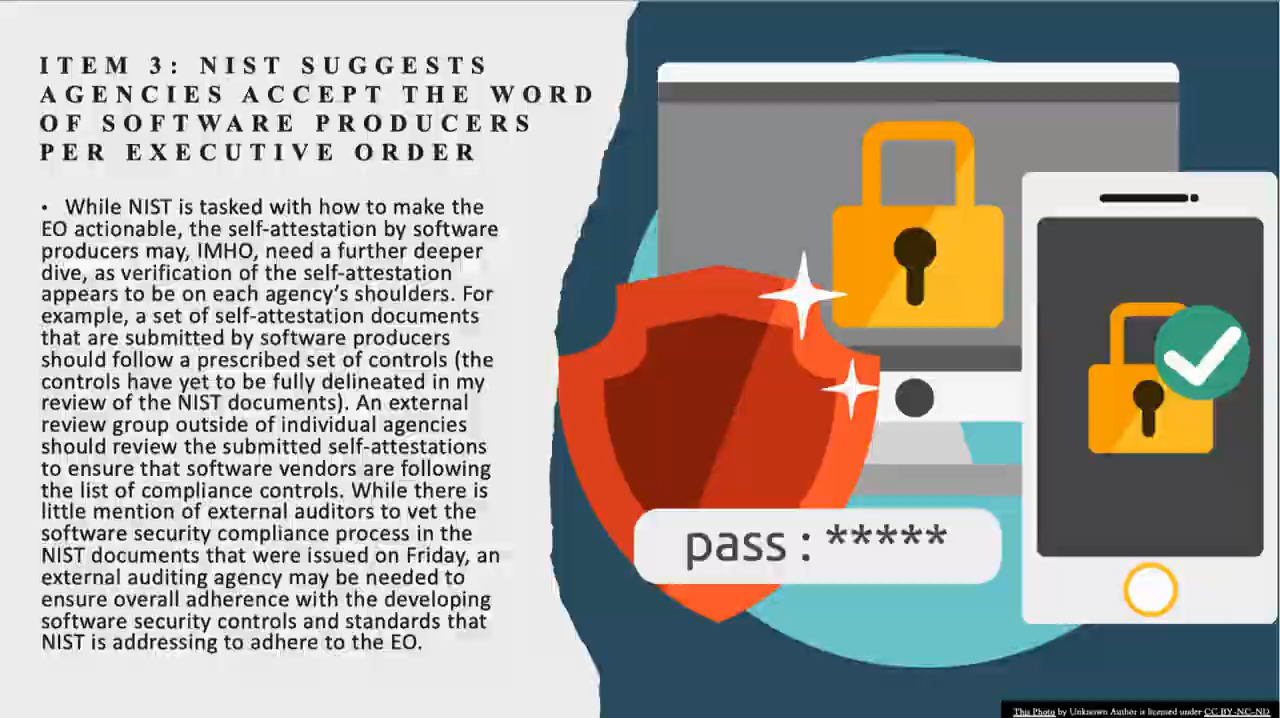 ITEM 3: NIST SUGGESTS
AGENCIES ACCEPT THE WORD
OF SOFTWARE PRODUCERS
PER EXECUTIVE ORDER
• While NIST is tasked with how to make the
EO actionable, the self-attestation by software
producers may, IMHO, need a further deeper
dive, as verification of the self-attestation
appears to be on each agency's shoulders. For
example, a set of self-attestation documents
that are submitted by software producers
should follow a prescribed set of controls (the
controls have yet to be fully delineated in my
review of the NIST documents). An external
review group outside of individual agencies
should review the submitted self-attestations
to ensure that software vendors are following
the list of compliance controls. While there is
little mention of external auditors to vet the
software security compliance process in the
NIST documents that were issued on Friday, an
external auditing agency may be needed to
ensure overall adherence with the developing
software security controls and standards that
NIST is addressing to adhere to the EO.
pass : *****
This Photo by Unknown Author is licensed under CC BY-NC-ND